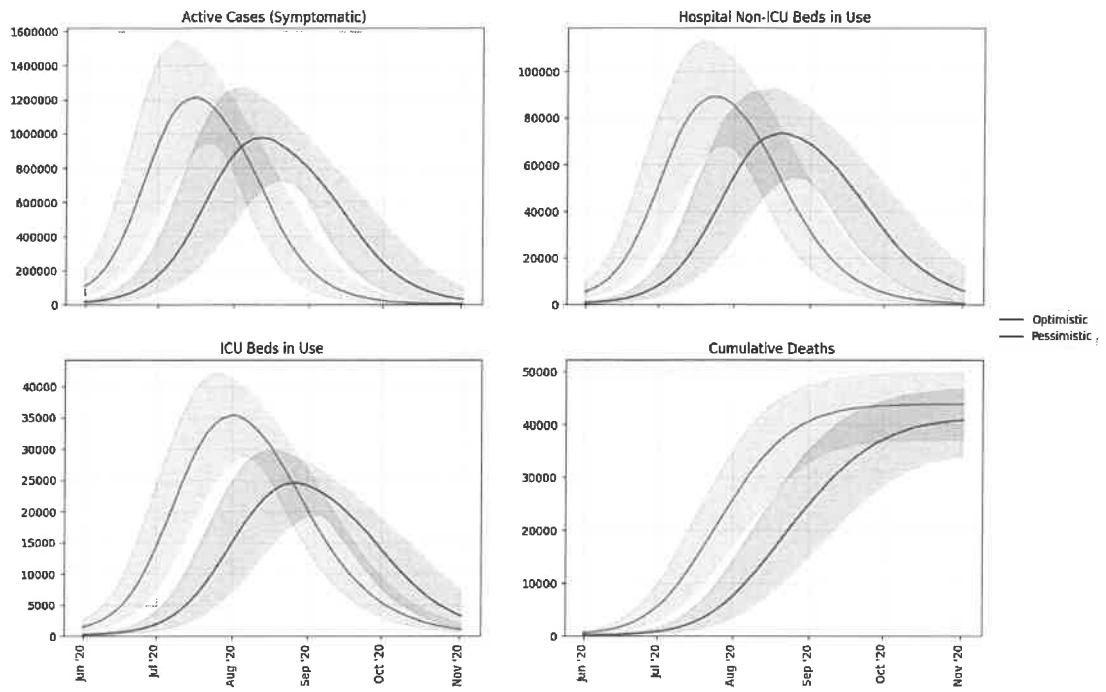 Active Cases (Symptomatic)
1600000
1400000
1200000
1000000
800000
600000
400000
200000
0
Hospital Non-ICU Beds in Use
100000
80000
60000
40000
20000
0
Optimistic
Pessimistic
ICU Beds in Use
40000
35000
30000
25000
20000
15000
10000
5000
0
Jun '20
Jul '20
Aug '20
Sep '20
Oct '20
Nov '20
Cumulative Deaths
50000
40000
30000
20000
10000
0
Jun '20
Jul '20
Aug '20
Sep '20
Oct '20
Nov '20